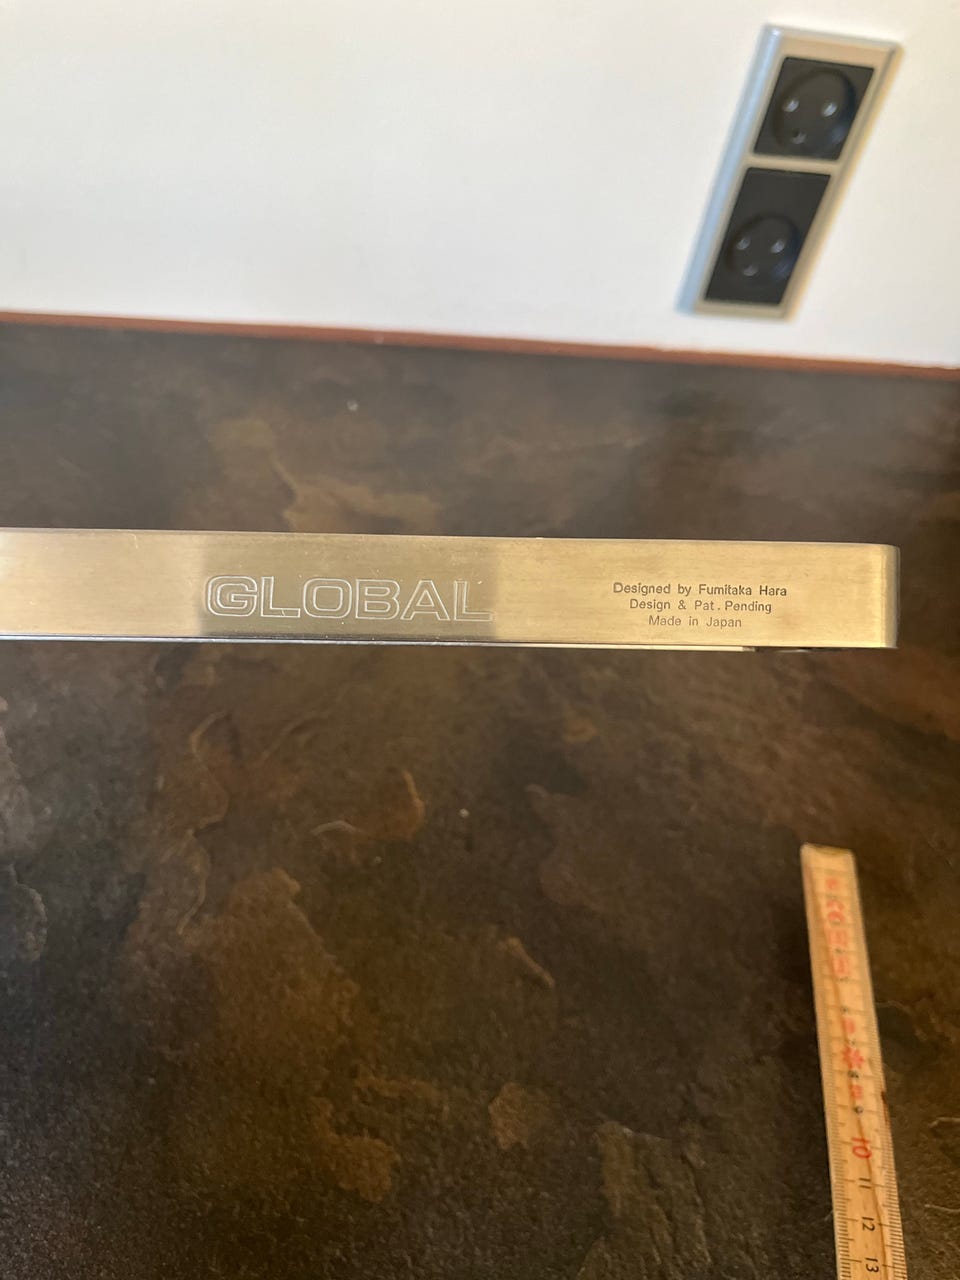 GLOBAL
Designed by Fumitaka Hara
Design & Pat. Pending
Made in Japan
10
11
12
13